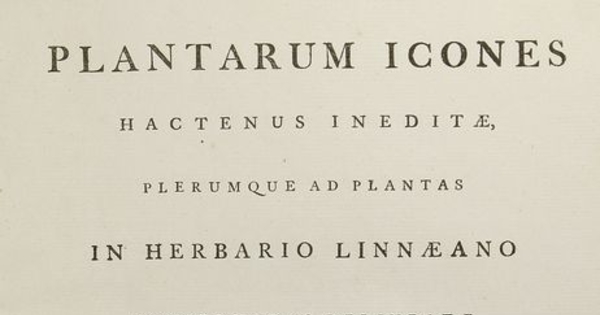 PLANTARUM ICONES
HACTENUS INEDITÆ,
PLERUMQUE AD PLANTAS
IN HERBARIO LINNÆANO